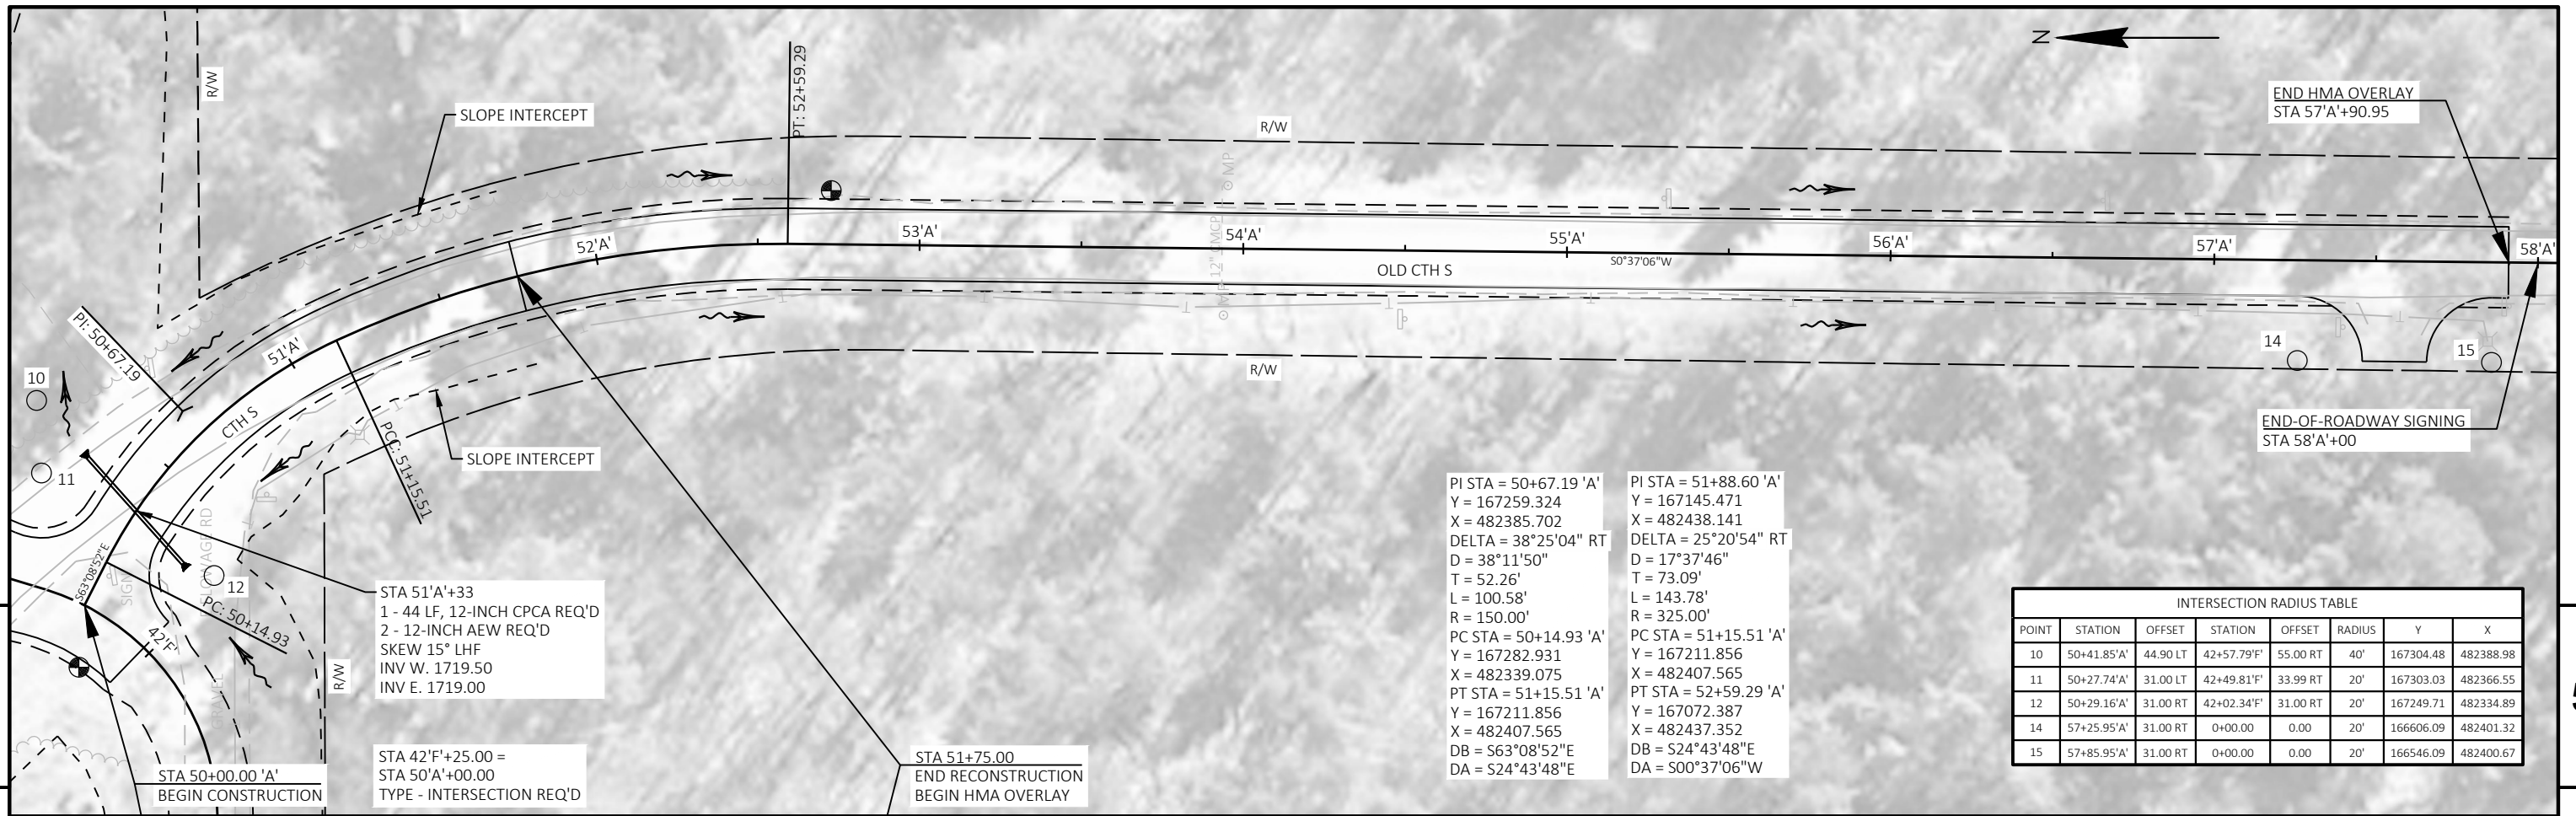 N
R/W
PT: 52+59.29
SLOPE INTERCEPT
R/W
END HMA OVERLAY
STA 57'A'+90.95
MP
52'A'
53'A'
54'A'
55'A'
56'A'
57'A'
58'A'
S0°37'06"W
OLD CTH S
MP
PI: 50+67.19
51'A'
10
CTH S
PCC: 51+15.51
SLOPE INTERCEPT
R/W
14
15
END-OF-ROADWAY SIGNING
STA 58'A'+00
11
S63°08'52"E
SIGN
12
PC: 50+14.93
42'F'
GRAVEL
R/W
STA 51'A'+33
1 - 44 LF, 12-INCH CPCA REQ'D
2 - 12-INCH AEW REQ'D
SKEW 15° LHF
INV W. 1719.50
INV E. 1719.00
STA 42'F'+25.00 =
STA 50'A'+00.00
TYPE - INTERSECTION REQ'D
STA 50+00.00 'A'
BEGIN CONSTRUCTION
STA 51+75.00
END RECONSTRUCTION
BEGIN HMA OVERLAY
PI STA = 50+67.19 'A'
Y = 167259.324
X = 482385.702
DELTA = 38°25'04" RT
D = 38°11'50"
T = 52.26'
L = 100.58'
R = 150.00'
PC STA = 50+14.93 'A'
Y = 167282.931
X = 482339.075
PT STA = 51+15.51 'A'
Y = 167211.856
X = 482407.565
DB = S63°08'52"E
DA = S24°43'48"E
PI STA = 51+88.60 'A'
Y = 167145.471
X = 482438.141
DELTA = 25°20'54" RT
D = 17°37'46"
T = 73.09'
L = 143.78'
R = 325.00'
PC STA = 51+15.51 'A'
Y = 167211.856
X = 482407.565
PT STA = 52+59.29 'A'
Y = 167072.387
X = 482437.352
DB = S24°43'48"E
DA = S00°37'06"W
INTERSECTION RADIUS TABLE
POINT STATION OFFSET STATION OFFSET RADIUS Y X
10 50+41.85'A' 44.90 LT 42+57.79'F' 55.00 RT 40' 167304.48 482388.98
11 50+27.74'A' 31.00 LT 42+49.81'F' 33.99 RT 20' 167303.03 482366.55
12 50+29.16'A' 31.00 RT 42+02.34'F' 31.00 RT 20' 167249.71 482334.89
14 57+25.95'A' 31.00 RT 0+00.00 0.00 20' 166606.09 482401.32
15 57+85.95'A' 31.00 RT 0+00.00 0.00 20' 166546.09 482400.67